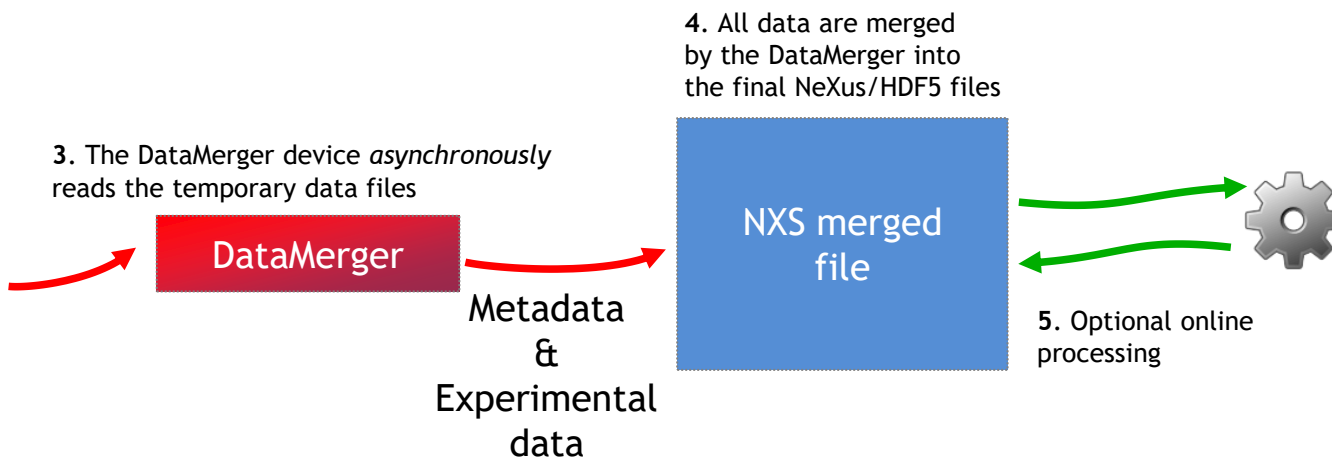 3. The DataMerger device asynchronously
reads the temporary data files
DataMerger
Metadata
&
Experimental
data
4. All data are merged
by the DataMerger into
the final NeXus/HDF5 files
NXS merged
file
5. Optional online
processing